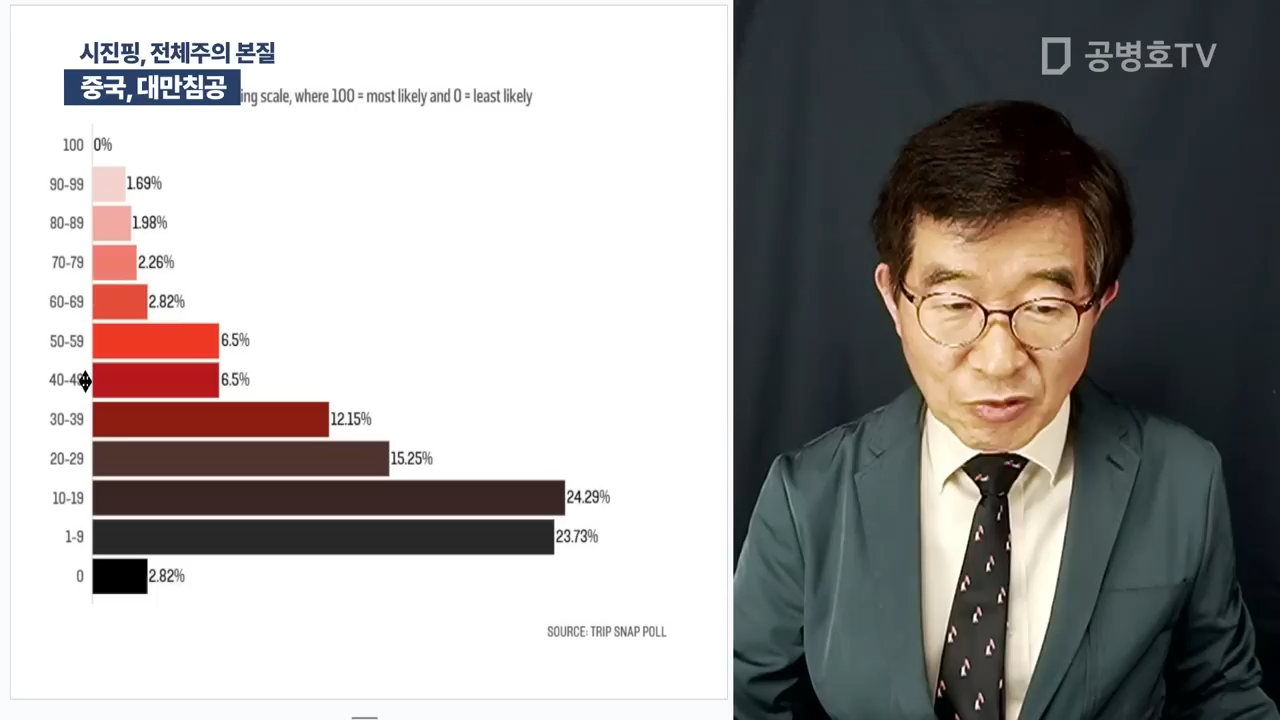 시진핑, 전체주의 본질
중국, 대만침공
ing scale, where 100 = most likely and 0 = least likely
공병호TV
100 0%
90-99 1.69%
80-89 1.98%
70-79 2.26%
60-69 2.82%
50-59 6.5%
40-49 6.5%
30-39 12.15%
20-29 15.25%
10-19 24.29%
1-9 23.73%
0 2.82%
SOURCE: TRIP SNAP POLL